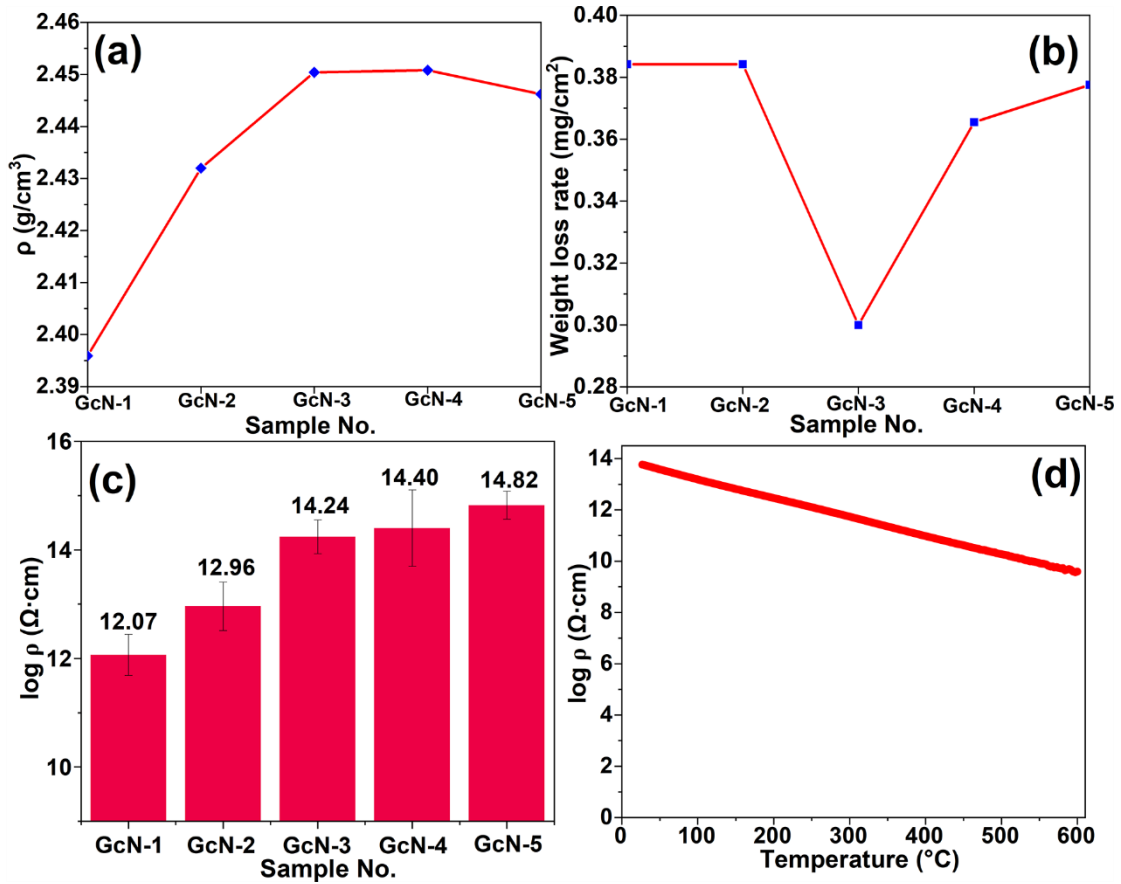 (a)
ρ (g/cm³)
2.46
2.45
2.44
2.43
2.42
2.41
2.40
2.39
GcN-1 GcN-2 GcN-3 GcN-4 GcN-5
Sample No.
(b)
Weight loss rate (mg/cm²)
0.40
0.38
0.36
0.34
0.32
0.30
0.28
GcN-1 GcN-2 GcN-3 GcN-4 GcN-5
Sample No.
(c)
log ρ (Ω·cm)
16
14
12
10
12.07
12.96
14.24
14.40
14.82
GcN-1 GcN-2 GcN-3 GcN-4 GcN-5
Sample No.
(d)
log ρ (Ω·cm)
14
12
10
8
6
4
2
0
0 100 200 300 400 500 600
Temperature (°C)